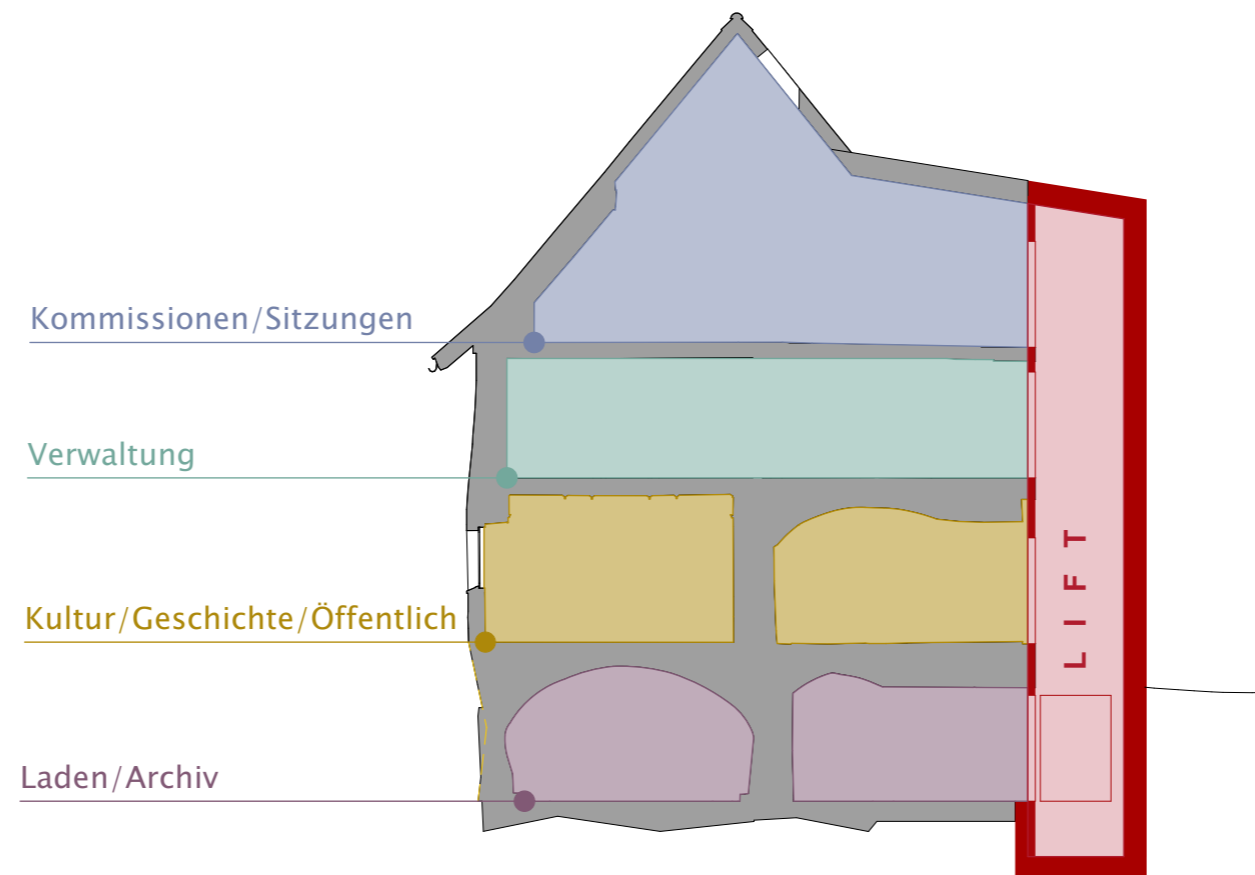 Kommissionen/Sitzungen
Verwaltung
Kultur/Geschichte/Öffentlich
LIFT
Laden/Archiv